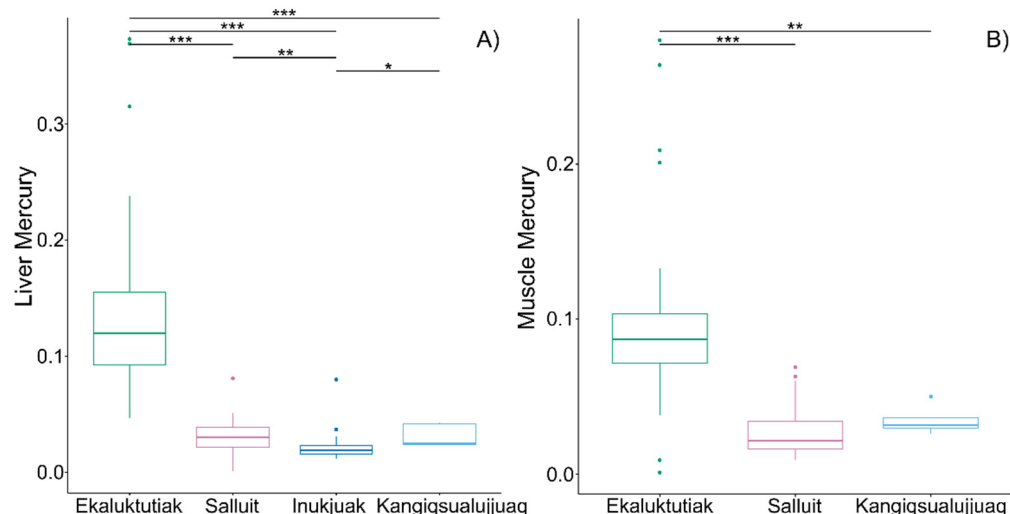 ***
***
***
**
*
A)
Liver Mercury
0.3
0.2
0.1
0.0
Ekaluktutiak Salluit Inukjuak Kangiqsualujjuaq
**
***
B)
Muscle Mercury
0.2
0.1
0.0
Ekaluktutiak Salluit Kangiqsualujjuaq